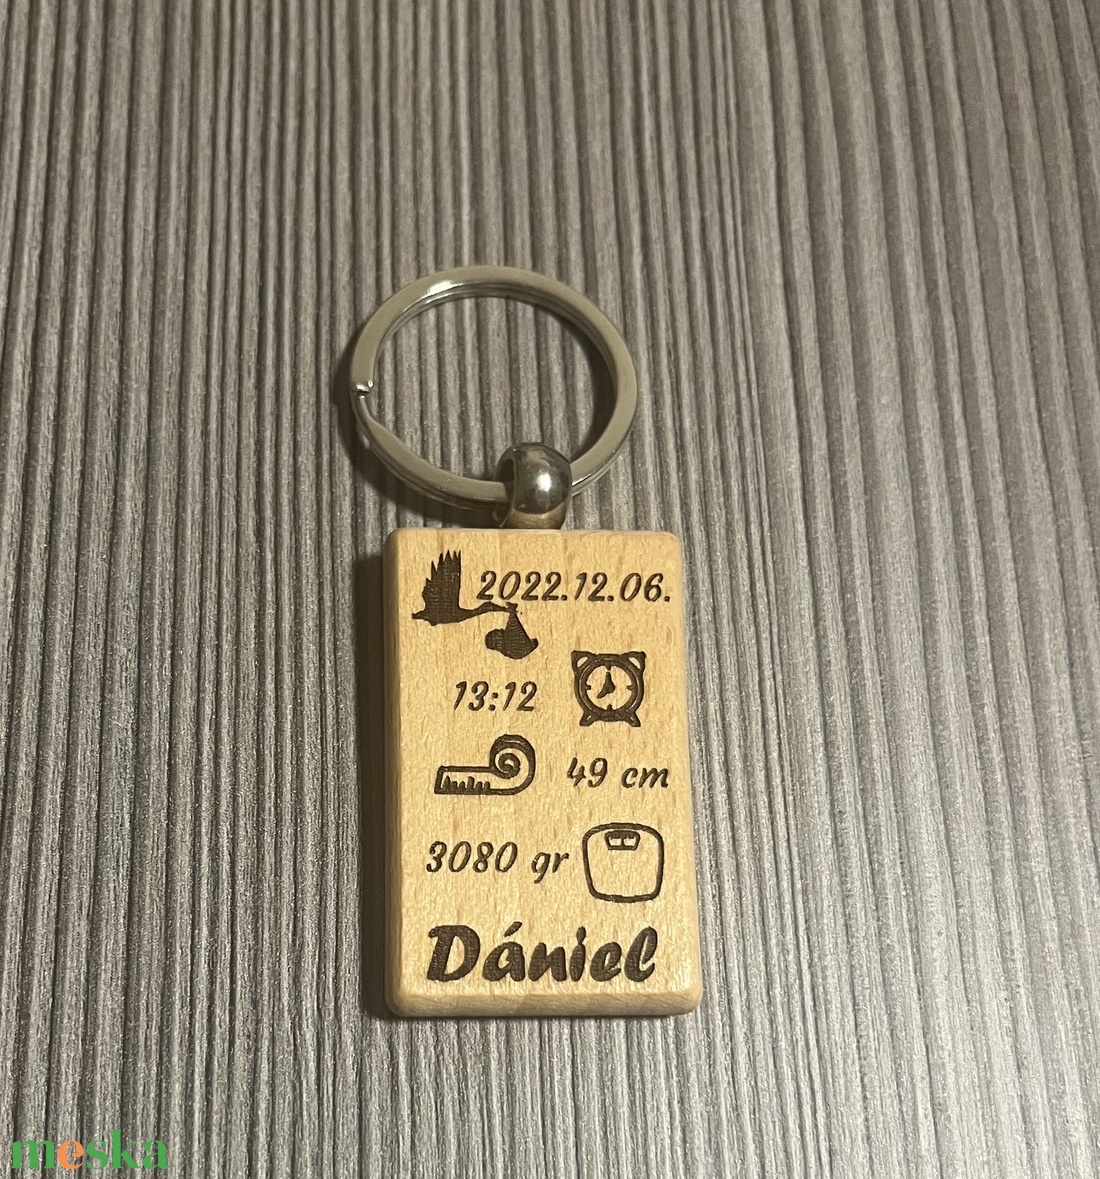 2022.12.06.
13:12
49 cm
3080 gr
Dániel
meska